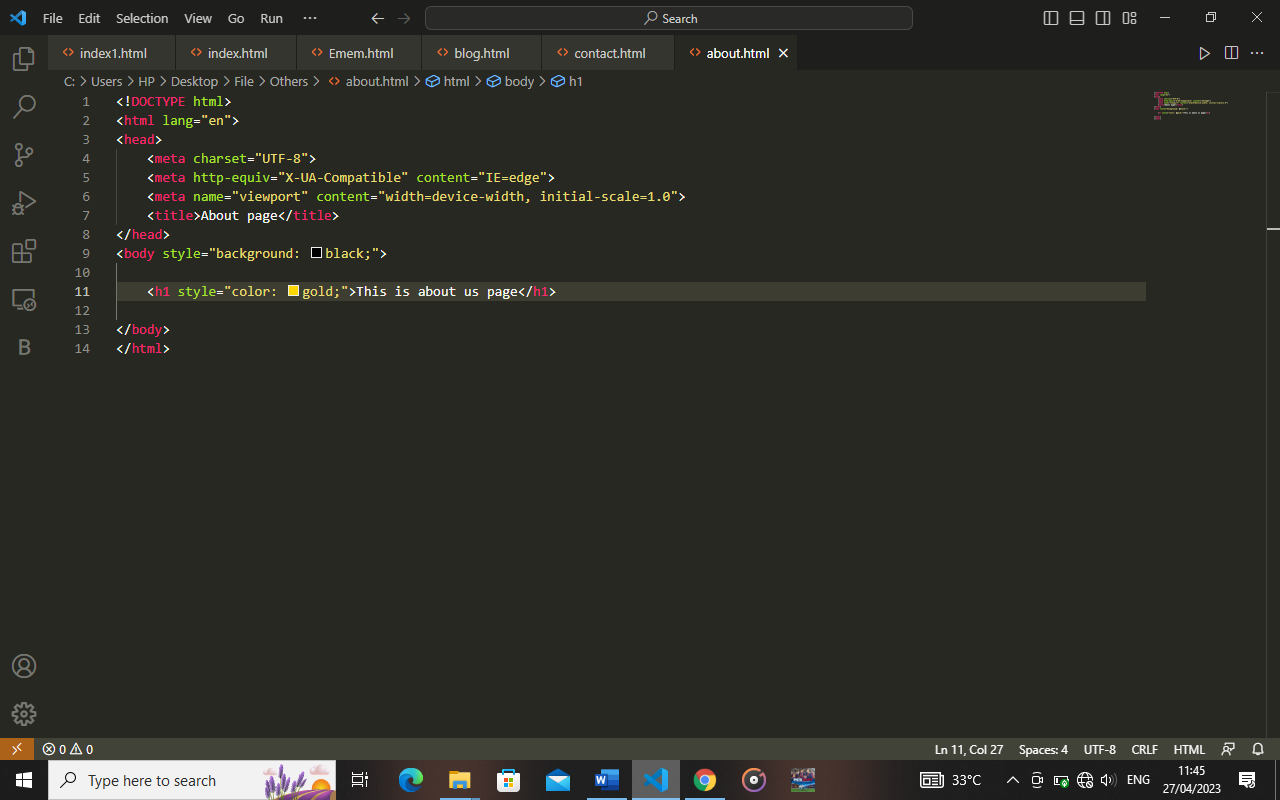 File Edit Selection View Go Run ··· Search
index1.html index.html Emem.html blog.html contact.html about.html
C: > Users > HP > Desktop > File > Others > about.html > html > body > h1
1 <!DOCTYPE html>
2 <html lang="en">
3 <head>
4 <meta charset="UTF-8">
5 <meta http-equiv="X-UA-Compatible" content="IE=edge">
6 <meta name="viewport" content="width=device-width, initial-scale=1.0">
7 <title>About page</title>
8 </head>
9 <body style="background: black;">
10
11 <h1 style="color: gold;">This is about us page</h1>
12
13 </body>
14 </html>
B
0 0 Ln 11, Col 27 Spaces: 4 UTF-8 CRLF HTML
Type here to search 33°C ENG 11:45
27/04/2023